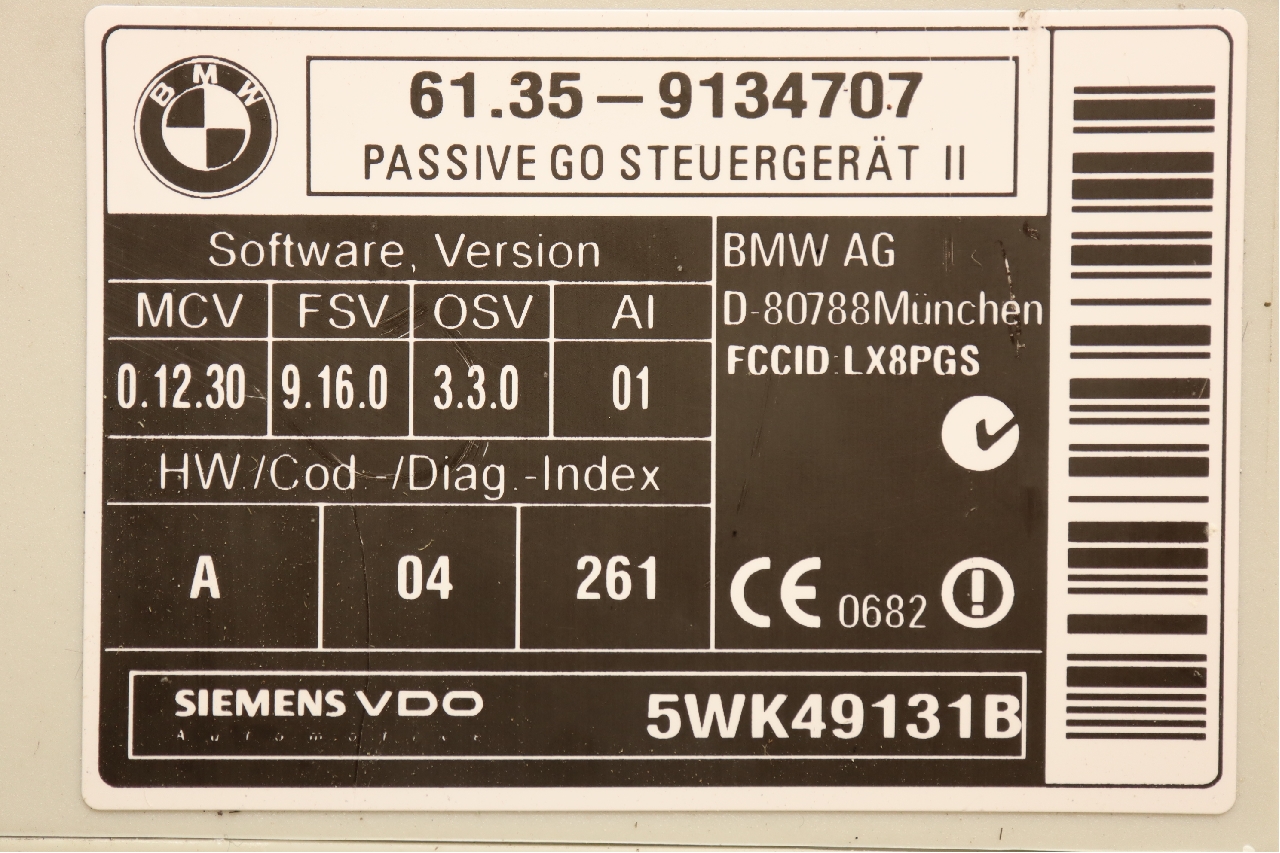 BMW
61.35 – 9134707
PASSIVE GO STEUERGERÄT II
Software, Version
MCV FSV OSV AI
0.12.30 9.16.0 3.3.0 01
HW./Cod.-/Diag.-Index
A 04 261
BMW AG
D-80788 München
FCCID: LX8PGS
CE 0682
SIEMENS VDO
Automotive
5WK49131B